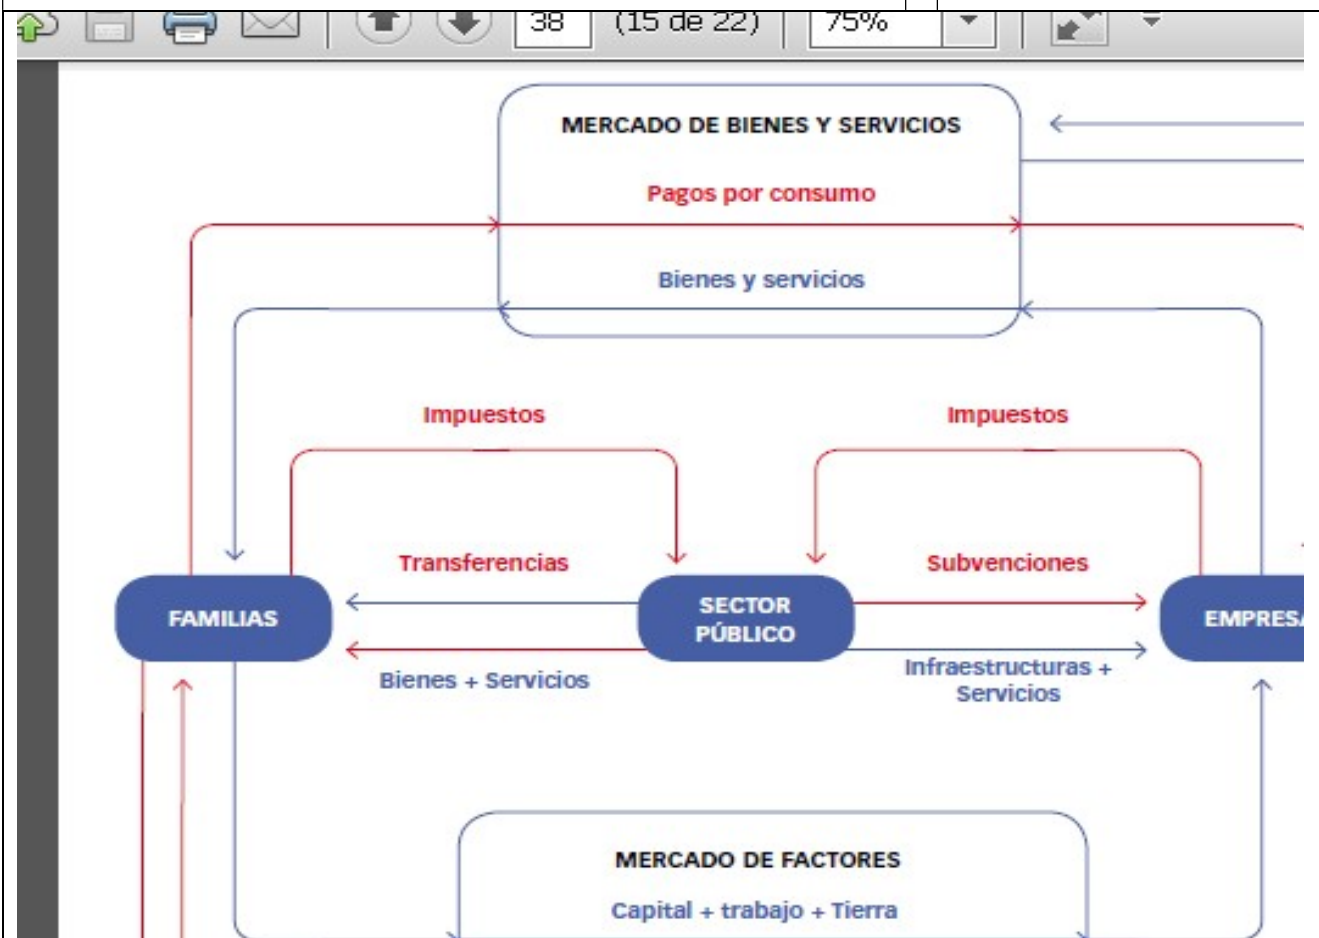 38 (15 de 22) 75%
MERCADO DE BIENES Y SERVICIOS
Pagos por consumo
Bienes y servicios
Impuestos
Impuestos
Transferencias
Subvenciones
FAMILIAS
SECTOR
PÚBLICO
EMPRESA
Bienes + Servicios
Infraestructuras +
Servicios
MERCADO DE FACTORES
Capital + trabajo + Tierra